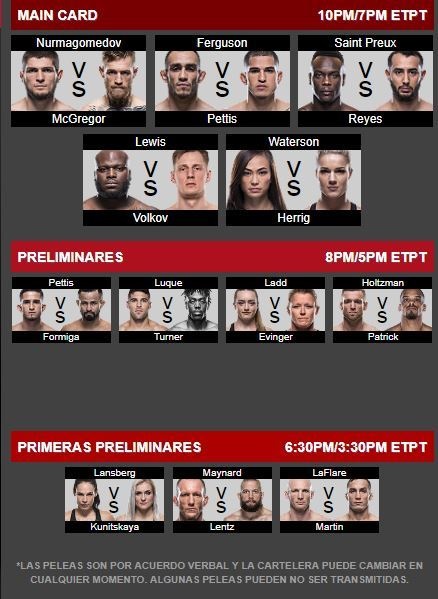 MAIN CARD 10PM/7PM ETPT
Nurmagomedov Ferguson Saint Preux
VS VS VS
McGregor Pettis Reyes
Lewis Waterson
VS VS
Volkov Herrig
PRELIMINARES 8PM/5PM ETPT
Pettis Luque Ladd Holtzman
VS VS VS VS
Formiga Turner Evinger Patrick
PRIMERAS PRELIMINARES 6:30PM/3:30PM ETPT
Lansberg Maynard LaFlare
VS VS VS
Kunitskaya Lentz Martin
*LAS PELEAS SON POR ACUERDO VERBAL Y LA CARTELERA PUEDE CAMBIAR EN
CUALQUIER MOMENTO. ALGUNAS PELEAS PUEDEN NO SER TRANSMITIDAS.